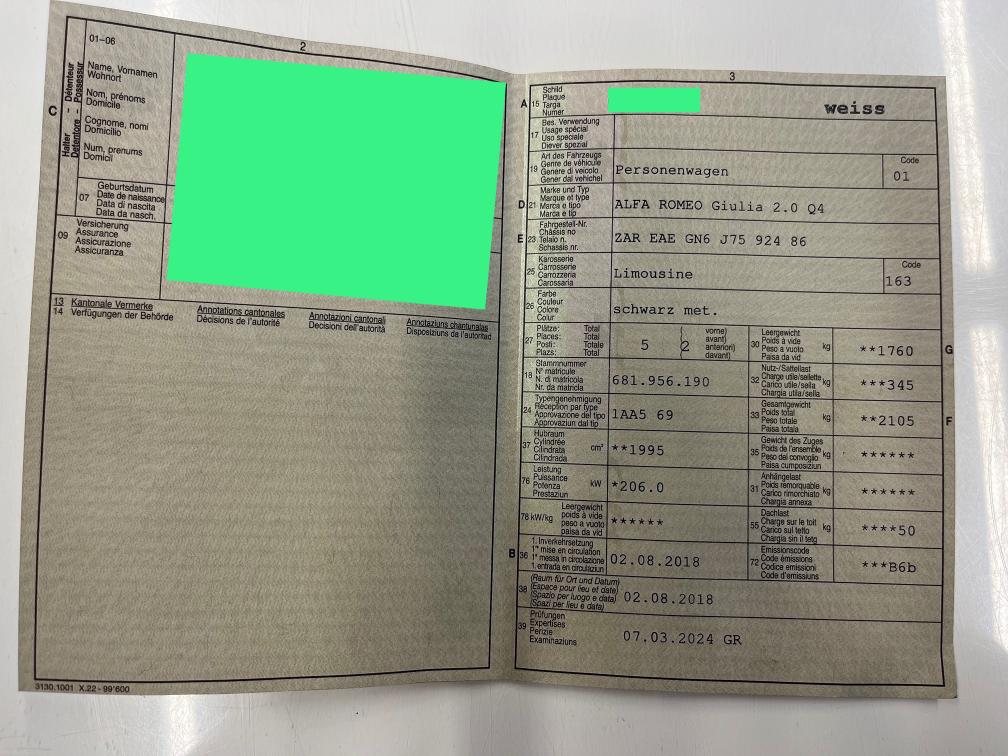 2
C
Halter - Détenteur
Detentore - Possessur
01–06
Name, Vornamen
Wohnort
Nom, prénoms
Domicile
Cognome, nomi
Domicilio
Num, prenums
Domicil
07
Geburtsdatum
Date de naissance
Data di nascita
Data da nasch.
09
Versicherung
Assurance
Assicurazione
Assicuranza
13 Kantonale Vermerke
14 Verfügungen der Behörde
Annotations cantonales
Décisions de l'autorité
Annotazioni cantonali
Decisioni dell'autorità
Annotaziuns chantunalas
Disposiziuns da l'autoritad
3130.1001 X.22 - 99'600
3
A 15
Schild
Plaque
Targa
Numer
weiss
17
Bes. Verwendung
Usage spécial
Uso speciale
Diever spezial
19
Art des Fahrzeugs
Genre de véhicule
Genere di veicolo
Gener dal vehichel
Personenwagen
Code
01
D 21
Marke und Typ
Marque et type
Marca e tipo
Marca e tip
ALFA ROMEO Giulia 2.0 Q4
E 23
Fahrgestell-Nr.
Châssis no
Telaio n.
Schassis nr.
ZAR EAE GN6 J75 924 86
25
Karosserie
Carrosserie
Carrozzeria
Carossaria
Limousine
Code
163
26
Farbe
Couleur
Colore
Colur
schwarz met.
27
Plätze: Total
Places: Total
Posti: Totale
Plazs: Total
5
(2
vorne)
avant)
anteriori)
davant)
30
Leergewicht
Poids à vide
Peso a vuoto
Paisa da vid
kg
**1760
G
18
Stammnummer
N° matricule
N. di matricola
Nr. da matricla
681.956.190
32
Nutz-/Sattellast
Charge utile/sellette
Carico utile/sella
Chargia utila/sella
kg
***345
24
Typengenehmigung
Réception par type
Approvazione del tipo
Approvaziun dal tip
1AA5 69
33
Gesamtgewicht
Poids total
Peso totale
Paisa totala
kg
**2105
F
37
Hubraum
Cylindrée
Cilindrata
Cilindrada
cm³
**1995
35
Gewicht des Zuges
Poids de l'ensemble
Peso del convoglio
Paisa cumposiziun
kg
******
76
Leistung
Puissance
Potenza
Prestaziun
kW
*206.0
31
Anhängelast
Poids remorquable
Carico rimorchiato
Chargia annexa
kg
******
78 kW/kg
Leergewicht
poids à vide
peso a vuoto
paisa da vid
******
55
Dachlast
Charge sur le toit
Carico sul tetto
Chargia sin il tetg
kg
****50
B 36
1. Inverkehrsetzung
1re mise en circulation
1a messa in circolazione
1. entrada en circulaziun
02.08.2018
72
Emissionscode
Code émissions
Codice emissioni
Code d'emissiuns
***B6b
38
(Raum für Ort und Datum)
(Espace pour lieu et date)
(Spazio per luogo e data)
(Spazi per lieu e data)
02.08.2018
39
Prüfungen
Expertises
Perizie
Examinaziuns
07.03.2024 GR